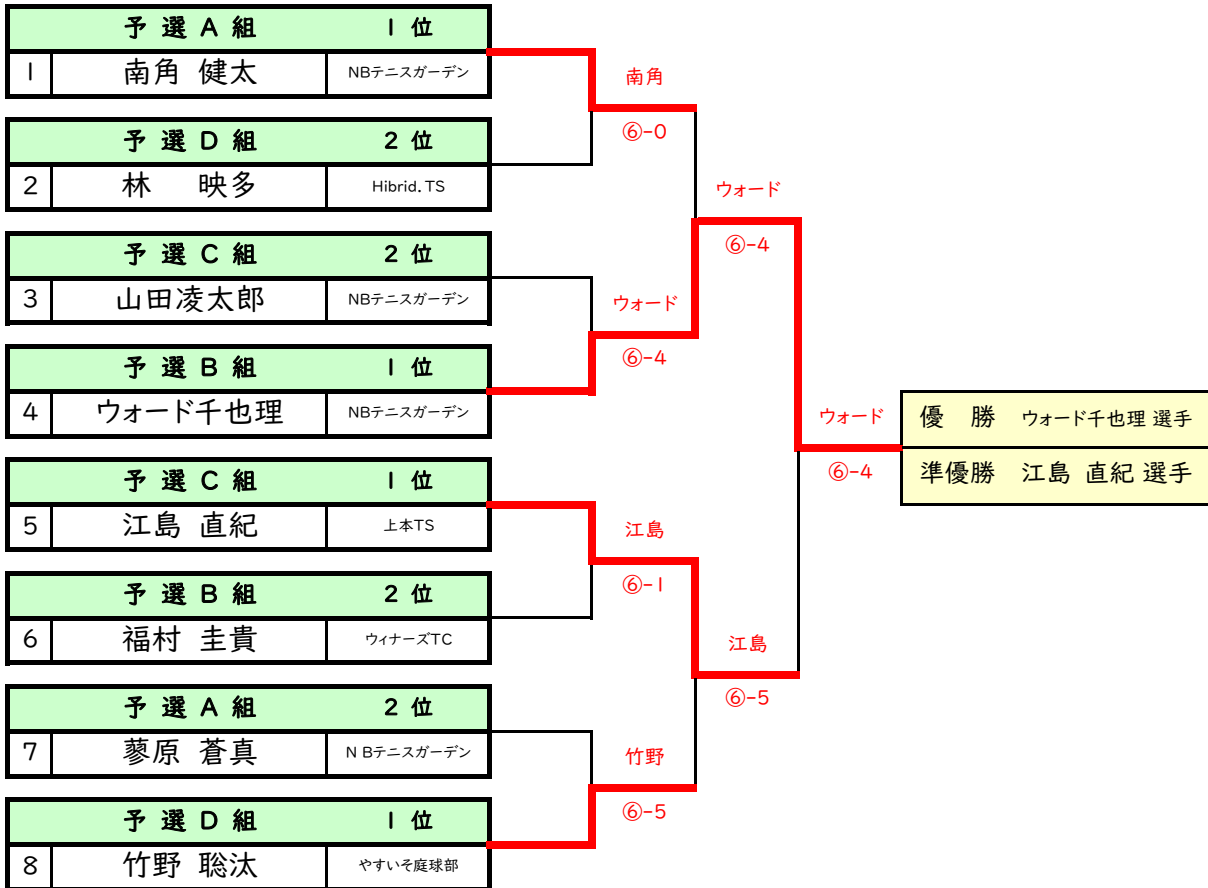 予選A組 1位
1 南角 健太 NBテニスガーデン
南角
⑥-0
予選D組 2位
2 林 映多 Hibrid.TS
ウォード
⑥-4
予選C組 2位
3 山田凌太郎 NBテニスガーデン
ウォード
⑥-4
予選B組 1位
4 ウォード千也理 NBテニスガーデン
ウォード
⑥-4
優勝 ウォード千也理 選手
準優勝 江島 直紀 選手
予選C組 1位
5 江島 直紀 上本TS
江島
⑥-1
予選B組 2位
6 福村 圭貴 ウィナーズTC
江島
⑥-5
予選A組 2位
7 蓼原 蒼真 NBテニスガーデン
竹野
⑥-5
予選D組 1位
8 竹野 聡汰 やすいそ庭球部